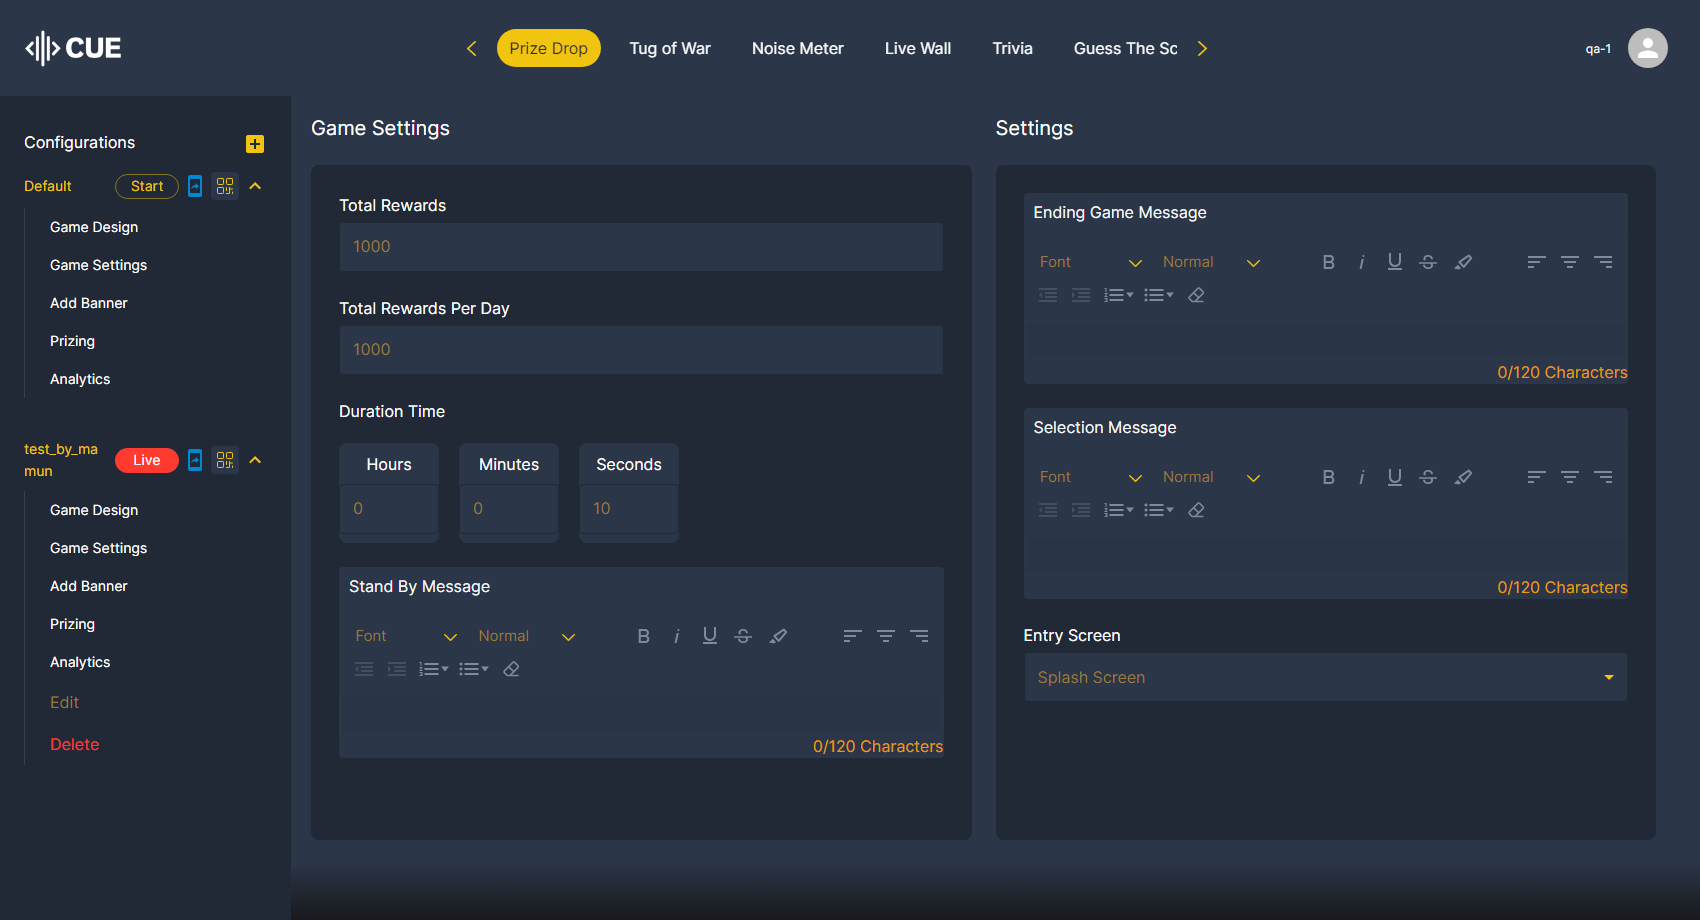 CUE
Prize Drop
Tug of War
Noise Meter
Live Wall
Trivia
Guess The Sc
qa-1
Configurations
Default
Start
Game Design
Game Settings
Add Banner
Prizing
Analytics
test_by_ma
mun
Live
Game Design
Game Settings
Add Banner
Prizing
Analytics
Edit
Delete
Game Settings
Total Rewards
1000
Total Rewards Per Day
1000
Duration Time
Hours
Minutes
Seconds
0
0
10
Stand By Message
Font
Normal
0/120 Characters
Settings
Ending Game Message
Font
Normal
0/120 Characters
Selection Message
Font
Normal
0/120 Characters
Entry Screen
Splash Screen